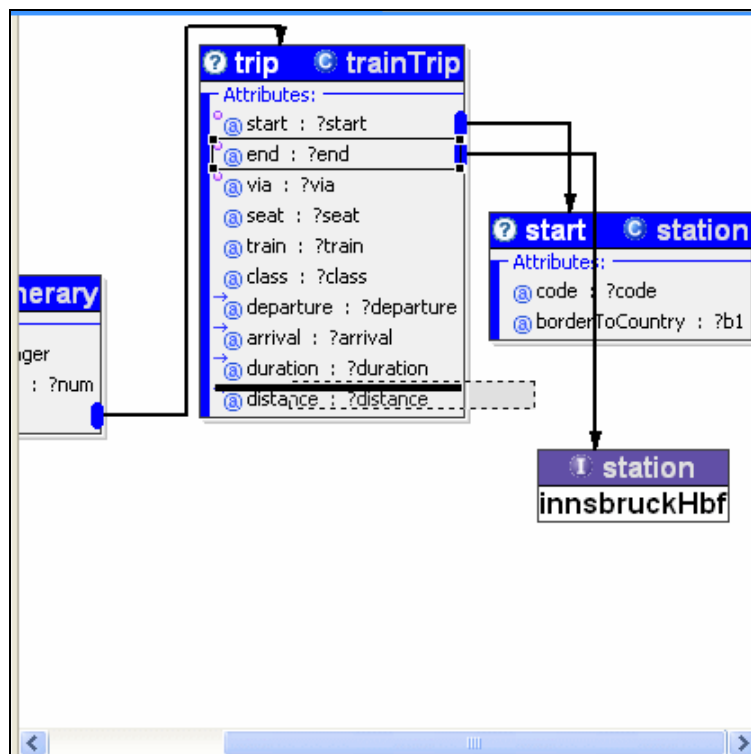 trip trainTrip
Attributes:
start : ?start
end : ?end
via : ?via
seat : ?seat
train : ?train
class : ?class
departure : ?departure
arrival : ?arrival
duration : ?duration
distance : ?distance
start station
Attributes:
code : ?code
borderToCountry : ?b1
nerary
ger
: ?num
station
innsbruckHbf